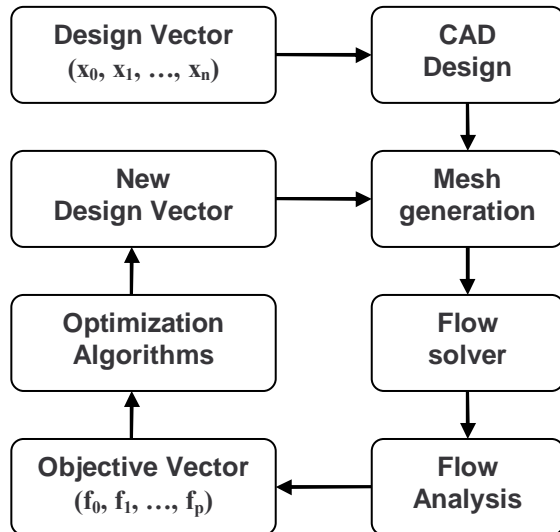 Design Vector
(x₀, x₁, …, xₙ)
CAD
Design
New
Design Vector
Mesh
generation
Optimization
Algorithms
Flow
solver
Objective Vector
(f₀, f₁, …, fₚ)
Flow
Analysis